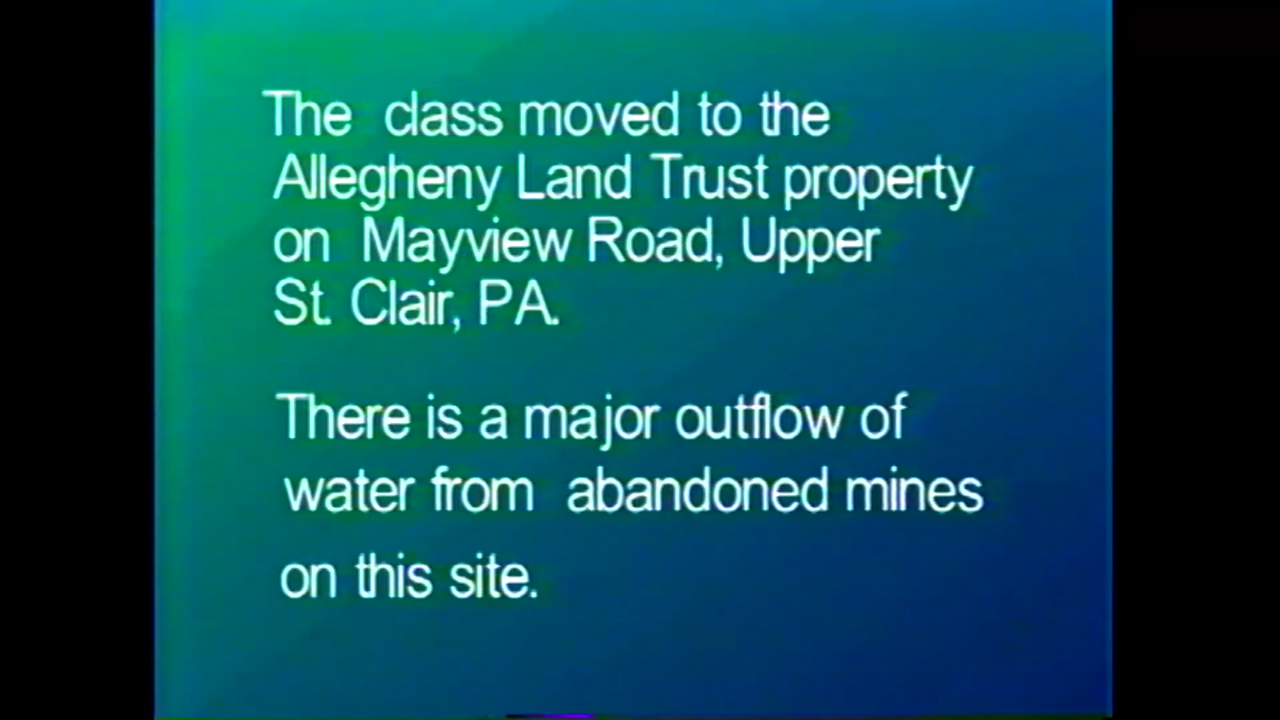 The class moved to the
Allegheny Land Trust property
on Mayview Road, Upper
St. Clair, PA.
There is a major outflow of
water from abandoned mines
on this site.